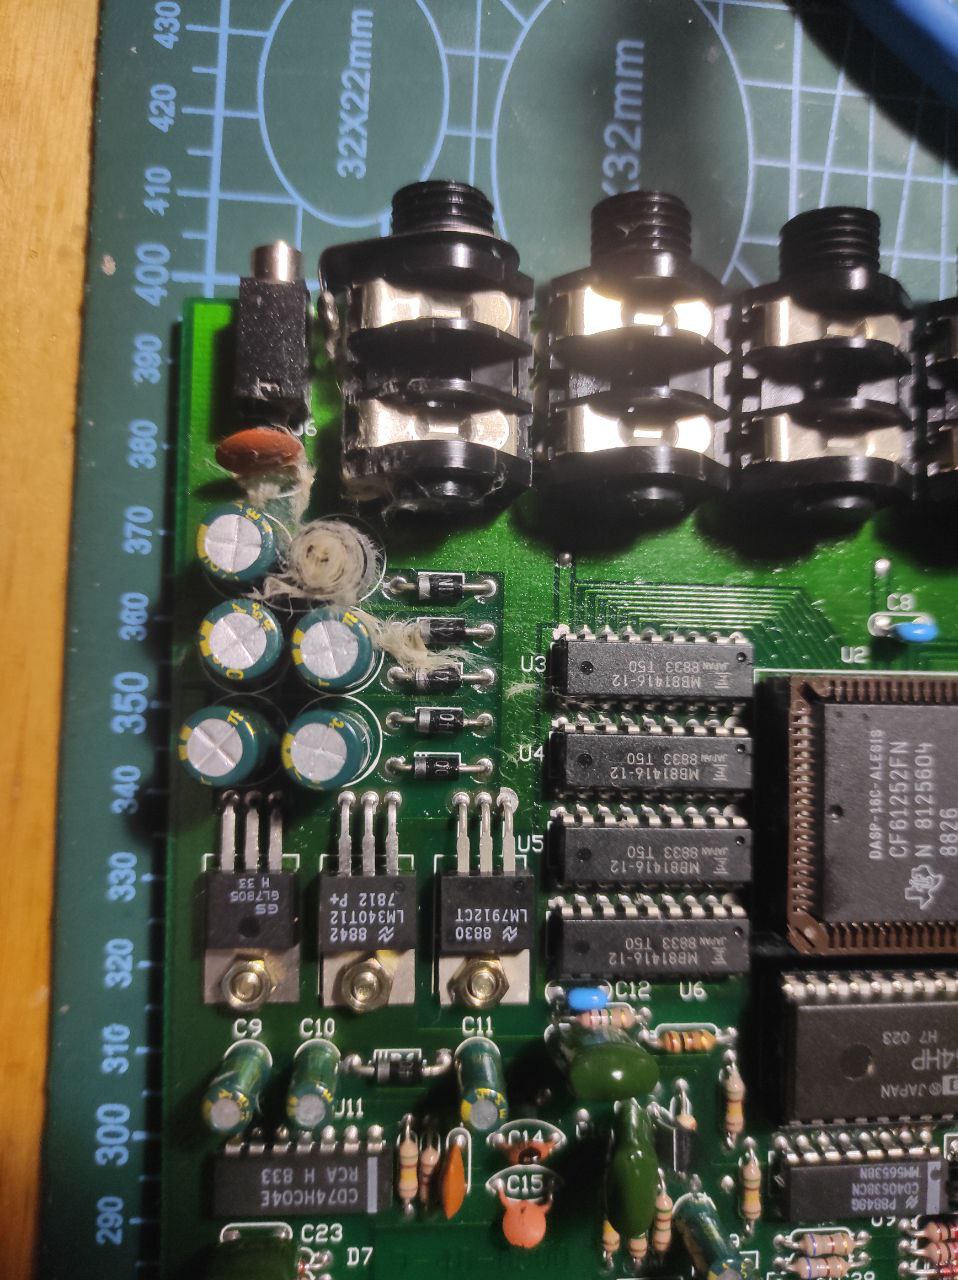 430
420
410
400
390
380
370
360
350
340
330
320
310
300
290
32X22mm
X32mm
C8
U2
U3
JAPAN 8833 T50
MB81416-12
U4
JAPAN 8833 T50
MB81416-12
U5
JAPAN 8833 T50
MB81416-12
JAPAN 8833 T50
MB81416-12
U6
DASP-16C-ALESIS
CF61252FN
N 8125604
8826
GS
GL7805
H 33
8842
LM340T12
7812 P+
8830
LM7912CT
C12
C9
C10
C11
J11
RCA H 833
CD74HC04E
C14
C15
C23
D7
JAPAN
64HP
H7 023
P8849G
CD4053BCN
MM5653BN
U9